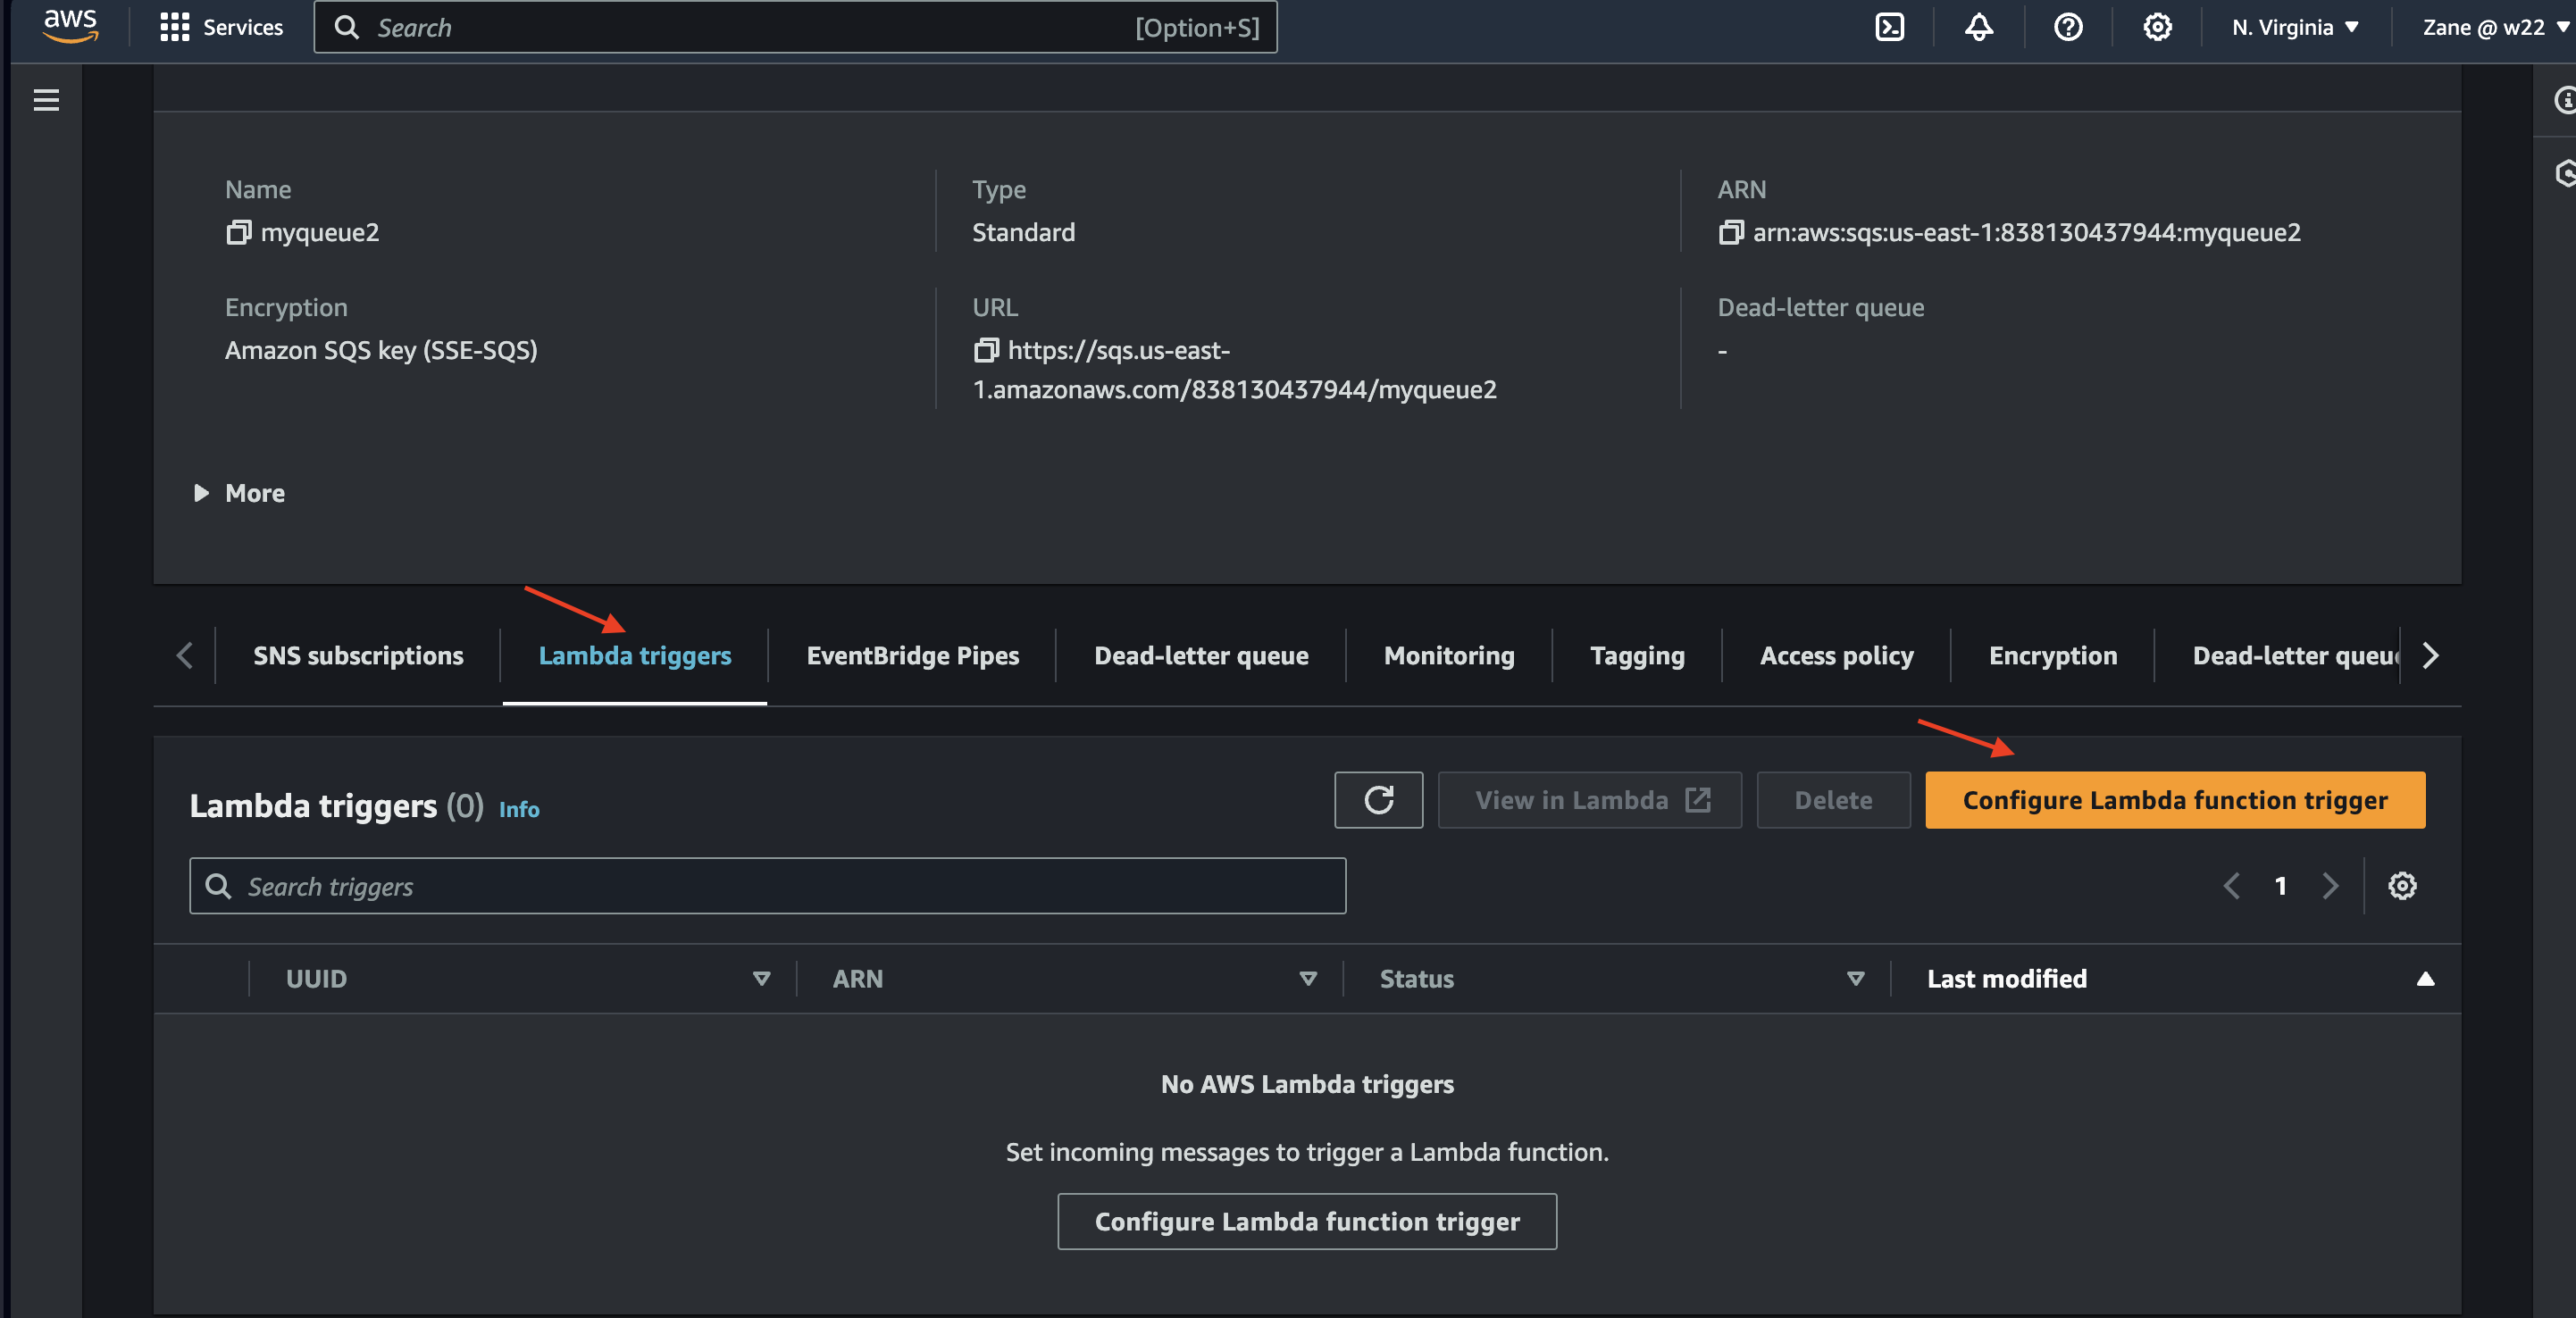 aws Services Search [Option+S] N. Virginia Zane @ w22
Name Type ARN
myqueue2 Standard arn:aws:sqs:us-east-1:838130437944:myqueue2
Encryption URL Dead-letter queue
Amazon SQS key (SSE-SQS) https://sqs.us-east- -
1.amazonaws.com/838130437944/myqueue2
More
SNS subscriptions Lambda triggers EventBridge Pipes Dead-letter queue Monitoring Tagging Access policy Encryption Dead-letter queu
Lambda triggers (0) Info View in Lambda Delete Configure Lambda function trigger
Search triggers 1
UUID ARN Status Last modified
No AWS Lambda triggers
Set incoming messages to trigger a Lambda function.
Configure Lambda function trigger